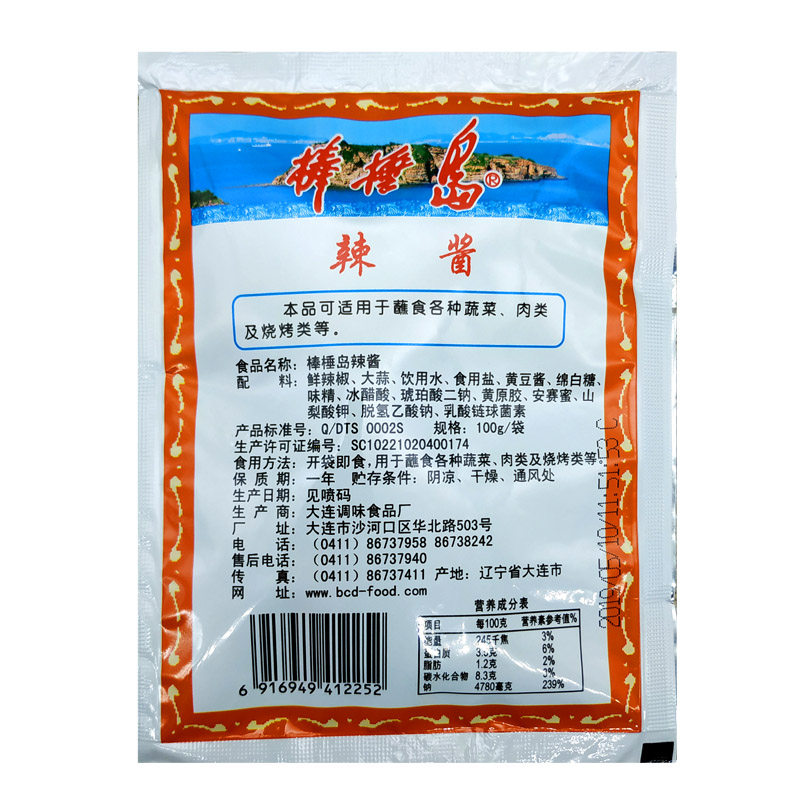 棒棰岛®
辣酱
本品可适用于蘸食各种蔬菜、肉类
及烧烤类等。
食品名称：棒棰岛辣酱
配 料：鲜辣椒、大蒜、饮用水、食用盐、黄豆酱、绵白糖、
味精、冰醋酸、琥珀酸二钠、黄原胶、安赛蜜、山
梨酸钾、脱氢乙酸钠、乳酸链球菌素
产品标准号：Q/DTS 0002S 规格：100g/袋
生产许可证编号：SC10221020400174
食用方法：开袋即食，用于蘸食各种蔬菜、肉类及烧烤类等。
保 质 期：一年 贮存条件：阴凉、干燥、通风处
生产日期：见喷码
生 产 商：大连调味食品厂
厂 址：大连市沙河口区华北路503号
电 话：（0411）86737958 86738242
售后电话：（0411）86737940
传 真：（0411）86737411 产地：辽宁省大连市
网 址：www.bcd-food.com
2019/05/10/11:51:53 C
营养成分表
项目 每100克 营养素参考值%
能量 245千焦 3%
蛋白质 3.5克 6%
脂肪 1.2克 2%
碳水化合物 8.3克 3%
钠 4780毫克 239%
6 916949 412252